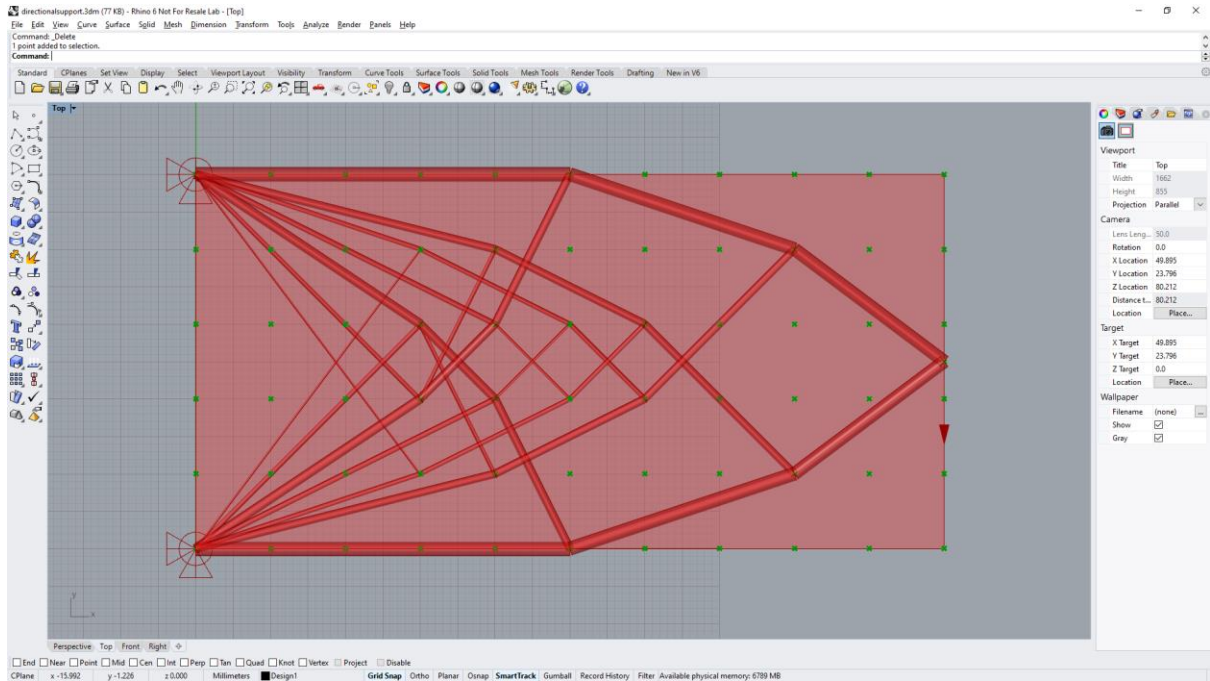 directionalsupport.3dm (77 KB) - Rhino 6 Not For Resale Lab - [Top]
File Edit View Curve Surface Solid Mesh Dimension Transform Tools Analyze Render Panels Help
Command: _Delete
1 point added to selection.
Command:
Standard CPlanes Set View Display Select Viewport Layout Visibility Transform Curve Tools Surface Tools Solid Tools Mesh Tools Render Tools Drafting New in V6
Top
Viewport
Title Top
Width 1662
Height 855
Projection Parallel
Camera
Lens Leng... 50.0
Rotation 0.0
X Location 49.895
Y Location 23.796
Z Location 80.212
Distance t... 80.212
Location Place...
Target
X Target 49.895
Y Target 23.796
Z Target 0.0
Location Place...
Wallpaper
Filename (none) ...
Show
Gray
y
x
Perspective Top Front Right
End Near Point Mid Cen Int Perp Tan Quad Knot Vertex Project Disable
CPlane x -15.992 y -1.226 z 0.000 Millimeters Design1 Grid Snap Ortho Planar Osnap SmartTrack Gumball Record History Filter Available physical memory: 6789 MB